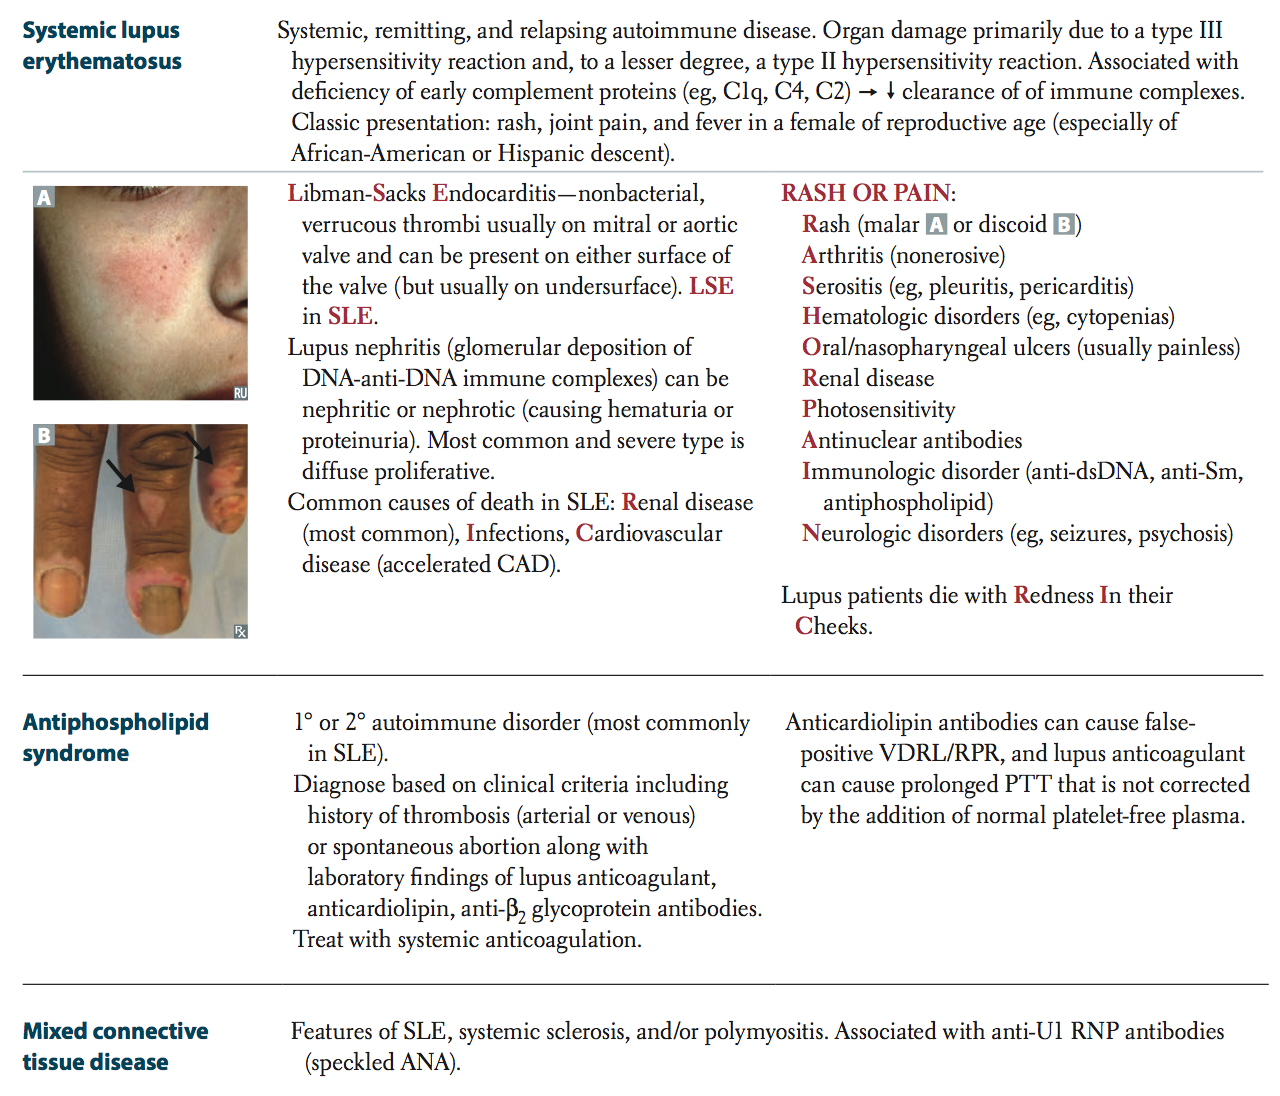 Systemic lupus
erythematosus
Systemic, remitting, and relapsing autoimmune disease. Organ damage primarily due to a type III
hypersensitivity reaction and, to a lesser degree, a type II hypersensitivity reaction. Associated with
deficiency of early complement proteins (eg, C1q, C4, C2) → ↓ clearance of of immune complexes.
Classic presentation: rash, joint pain, and fever in a female of reproductive age (especially of
African-American or Hispanic descent).
A
RU
B
Rx
Libman-Sacks Endocarditis—nonbacterial,
verrucous thrombi usually on mitral or aortic
valve and can be present on either surface of
the valve (but usually on undersurface). LSE
in SLE.
Lupus nephritis (glomerular deposition of
DNA-anti-DNA immune complexes) can be
nephritic or nephrotic (causing hematuria or
proteinuria). Most common and severe type is
diffuse proliferative.
Common causes of death in SLE: Renal disease
(most common), Infections, Cardiovascular
disease (accelerated CAD).
RASH OR PAIN:
Rash (malar A or discoid B)
Arthritis (nonerosive)
Serositis (eg, pleuritis, pericarditis)
Hematologic disorders (eg, cytopenias)
Oral/nasopharyngeal ulcers (usually painless)
Renal disease
Photosensitivity
Antinuclear antibodies
Immunologic disorder (anti-dsDNA, anti-Sm,
antiphospholipid)
Neurologic disorders (eg, seizures, psychosis)
Lupus patients die with Redness In their
Cheeks.
Antiphospholipid
syndrome
1° or 2° autoimmune disorder (most commonly
in SLE).
Diagnose based on clinical criteria including
history of thrombosis (arterial or venous)
or spontaneous abortion along with
laboratory findings of lupus anticoagulant,
anticardiolipin, anti-β2 glycoprotein antibodies.
Treat with systemic anticoagulation.
Anticardiolipin antibodies can cause false-
positive VDRL/RPR, and lupus anticoagulant
can cause prolonged PTT that is not corrected
by the addition of normal platelet-free plasma.
Mixed connective
tissue disease
Features of SLE, systemic sclerosis, and/or polymyositis. Associated with anti-U1 RNP antibodies
(speckled ANA).